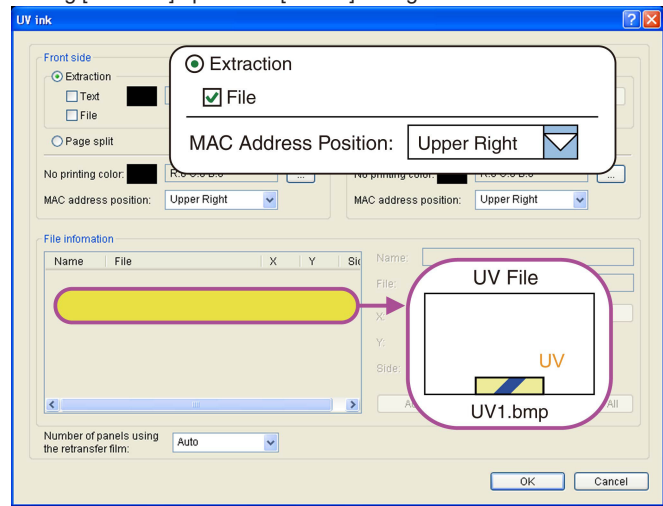 UV ink
Front side
Extraction
Text
File
Page split
Extraction
File
MAC Address Position: Upper Right
No printing color:
...
No printing color:
...
MAC address position: Upper Right
MAC address position: Upper Right
File infomation
Name File X Y
Name:
File:
X:
Y:
Side:
UV File
UV
UV1.bmp
All
Number of panels using
the retransfer film:
Auto
OK Cancel